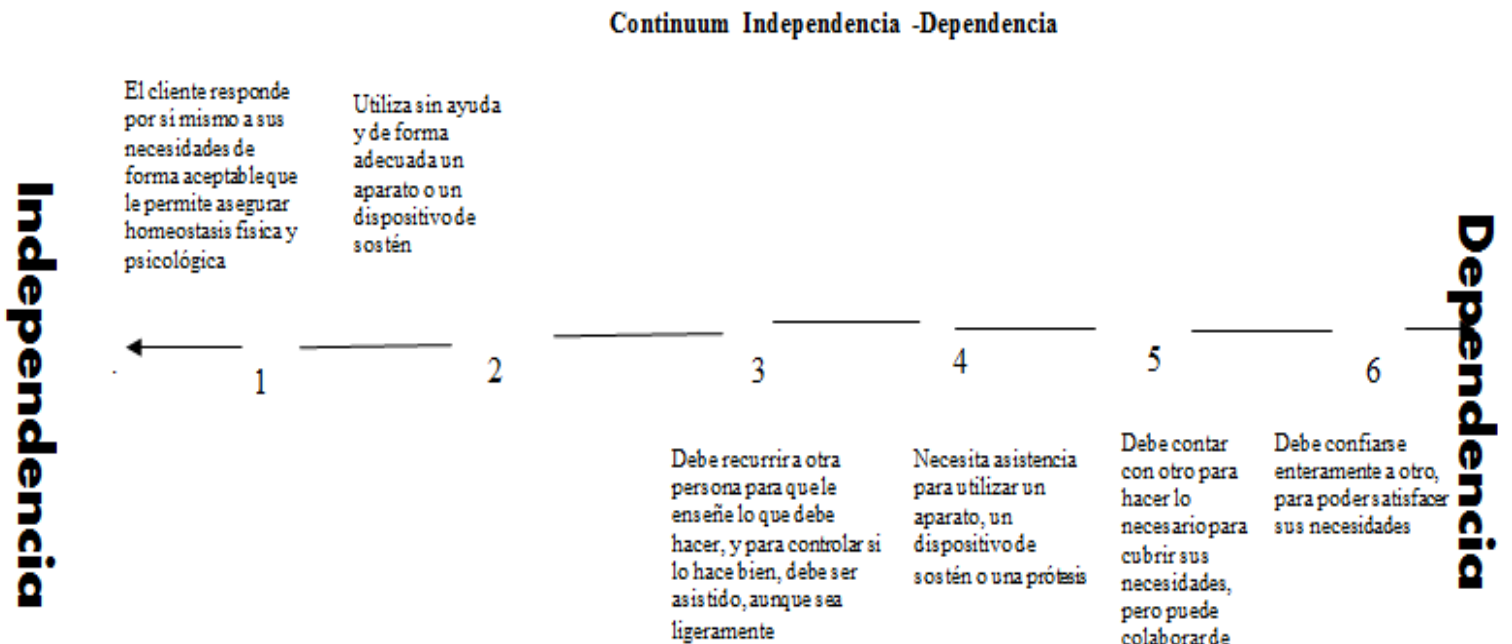 Continuum Independencia -Dependencia
El cliente responde
por si mismo a sus
necesidades de
forma aceptable que
le permite asegurar
homeostasis fisica y
psicológica
Utiliza sin ayuda
y de forma
adecuada un
aparato o un
dispositivo de
sostén
Independencia
Dependencia
1
2
3
4
5
6
Debe recurrir a otra
persona para que le
enseñe lo que debe
hacer, y para controlar si
lo hace bien, debe ser
asistido, aunque sea
ligeramente
Necesita asistencia
para utilizar un
aparato, un
dispositivo de
sostén o una prótesis
Debe contar
con otro para
hacer lo
necesario para
cubrir sus
necesidades,
pero puede
colaborar de
Debe confiarse
enteramente a otro,
para poder satisfacer
sus necesidades